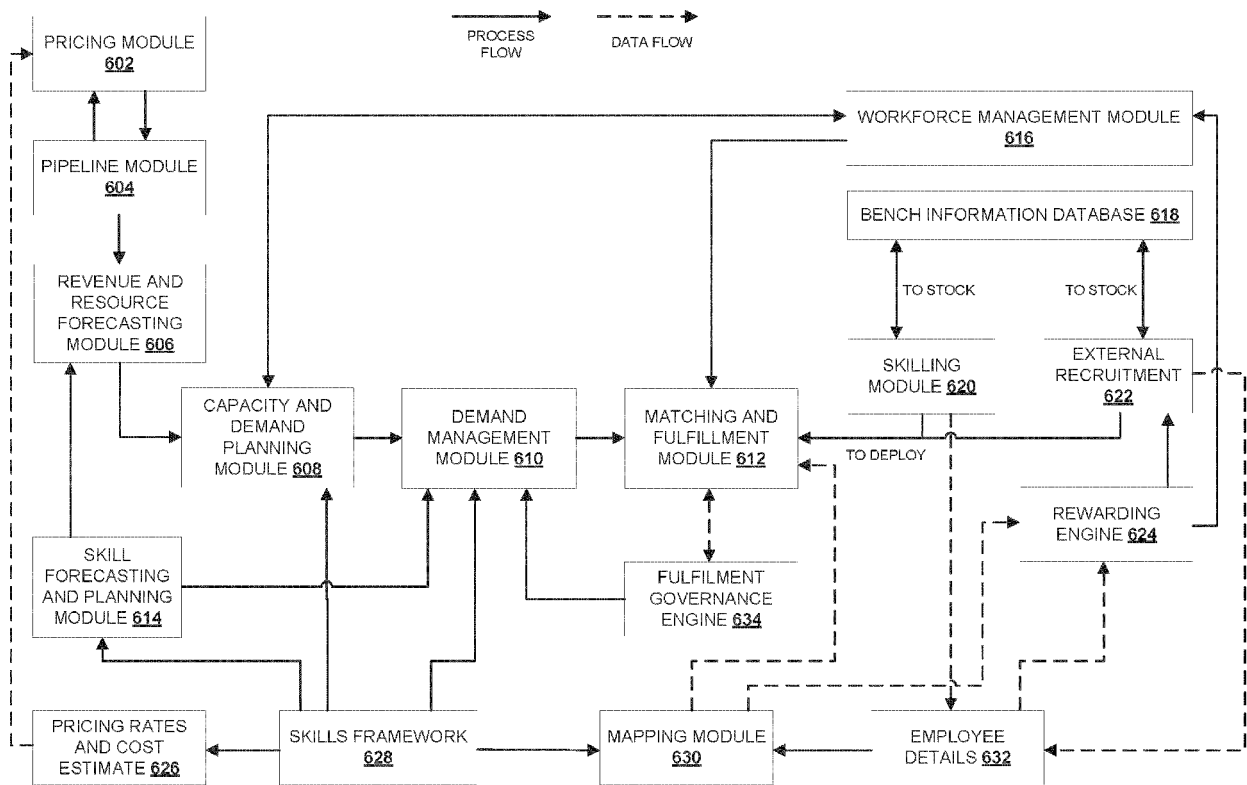 PROCESS
FLOW
DATA FLOW
PRICING MODULE
602
PIPELINE MODULE
604
REVENUE AND
RESOURCE
FORECASTING
MODULE 606
WORKFORCE MANAGEMENT MODULE
616
BENCH INFORMATION DATABASE 618
TO STOCK
TO STOCK
SKILLING
MODULE 620
EXTERNAL
RECRUITMENT
622
CAPACITY AND
DEMAND
PLANNING
MODULE 608
DEMAND
MANAGEMENT
MODULE 610
MATCHING AND
FULFILLMENT
MODULE 612
TO DEPLOY
REWARDING
ENGINE 624
SKILL
FORECASTING
AND PLANNING
MODULE 614
FULFILMENT
GOVERNANCE
ENGINE 634
PRICING RATES
AND COST
ESTIMATE 626
SKILLS FRAMEWORK
628
MAPPING MODULE
630
EMPLOYEE
DETAILS 632